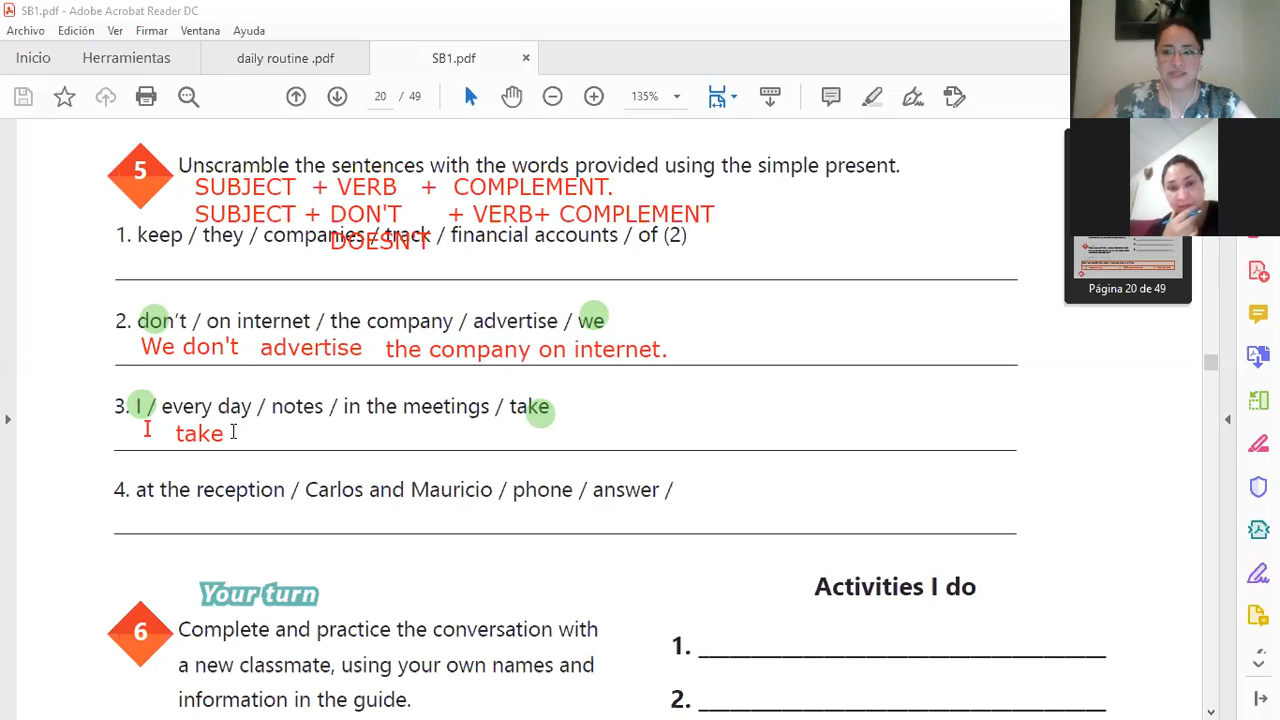 SB1.pdf - Adobe Acrobat Reader DC
Archivo Edición Ver Firmar Ventana Ayuda
Inicio Herramientas daily routine .pdf SB1.pdf ×
20 / 49 135%
5 Unscramble the sentences with the words provided using the simple present.
SUBJECT + VERB + COMPLEMENT.
SUBJECT + DON'T + VERB+ COMPLEMENT
DOESN'T
1. keep / they / companies / track / financial accounts / of (2)
2. don't / on internet / the company / advertise / we
We don't advertise the company on internet.
3. I / every day / notes / in the meetings / take
I take
4. at the reception / Carlos and Mauricio / phone / answer /
Your turn
6 Complete and practice the conversation with
a new classmate, using your own names and
information in the guide.
Activities I do
1.
2.
Página 20 de 49